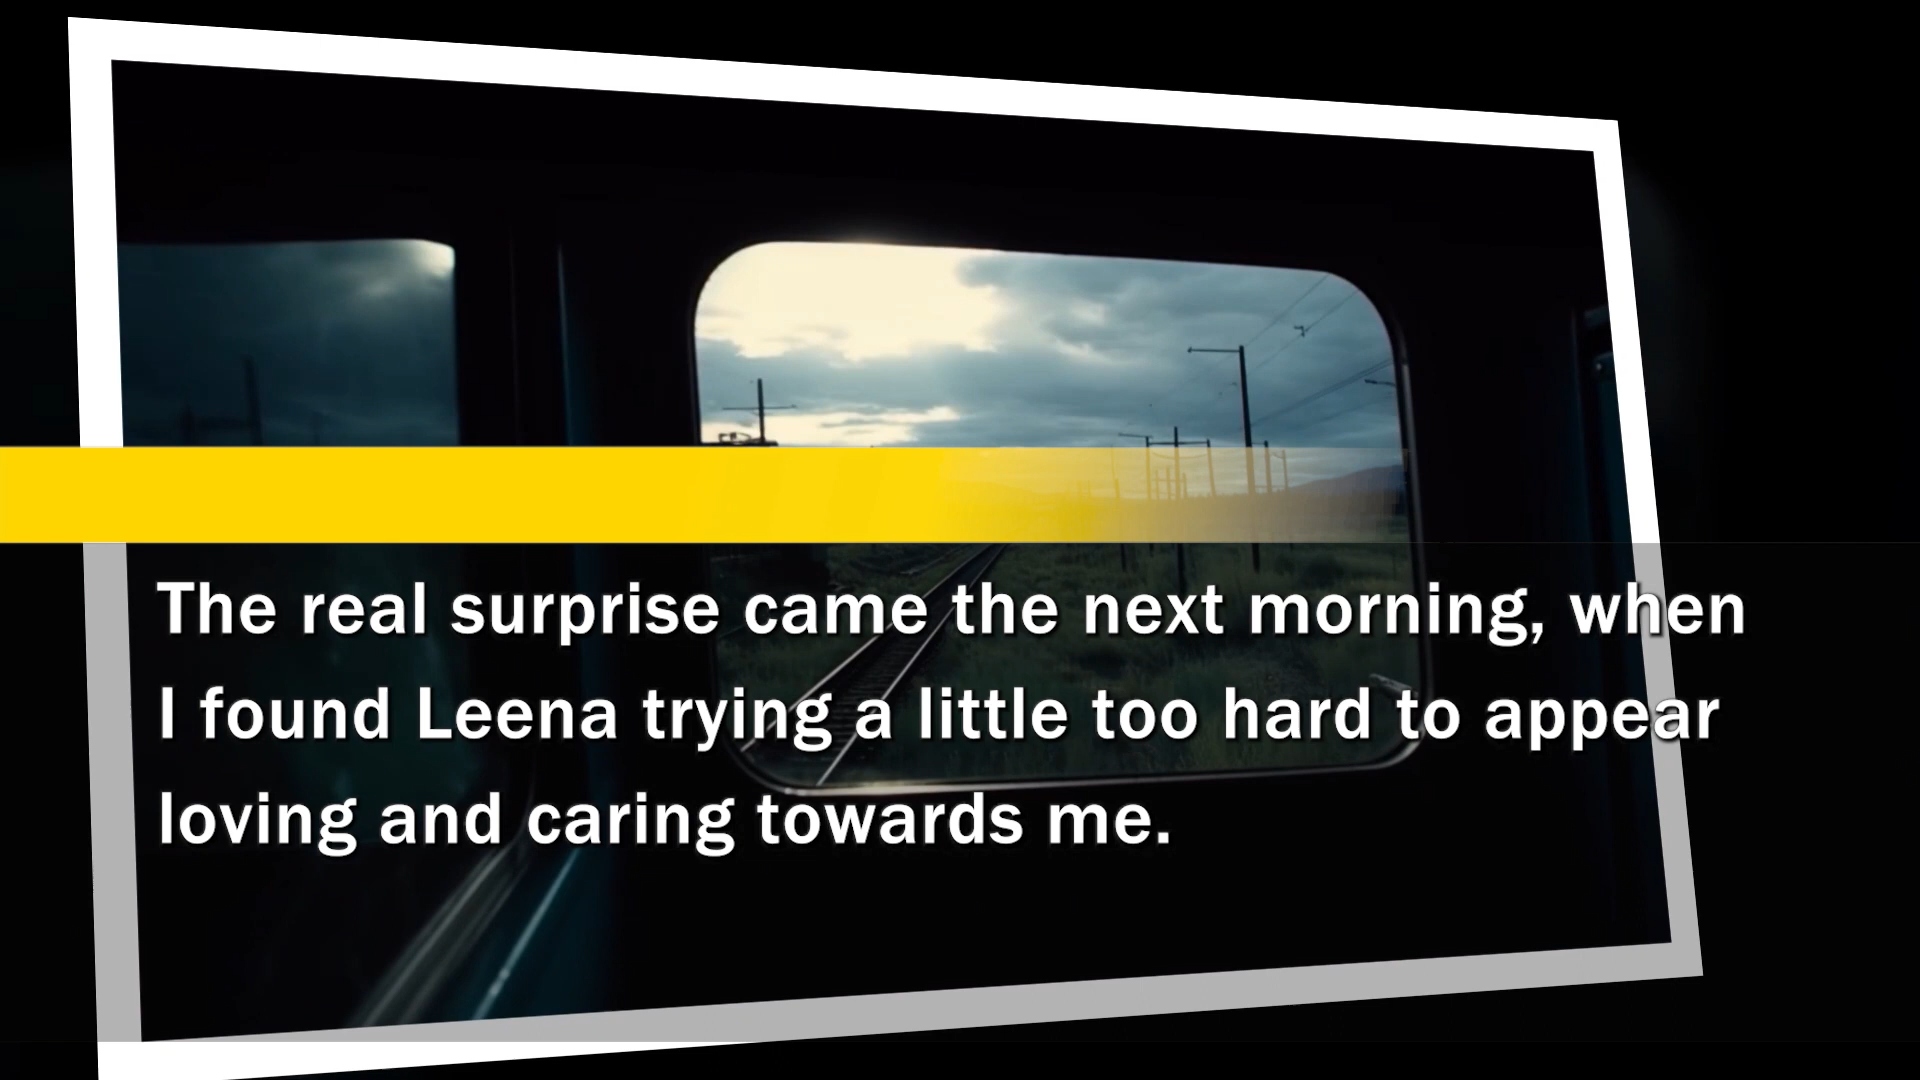 The real surprise came the next morning, when
I found Leena trying a little too hard to appear
loving and caring towards me.